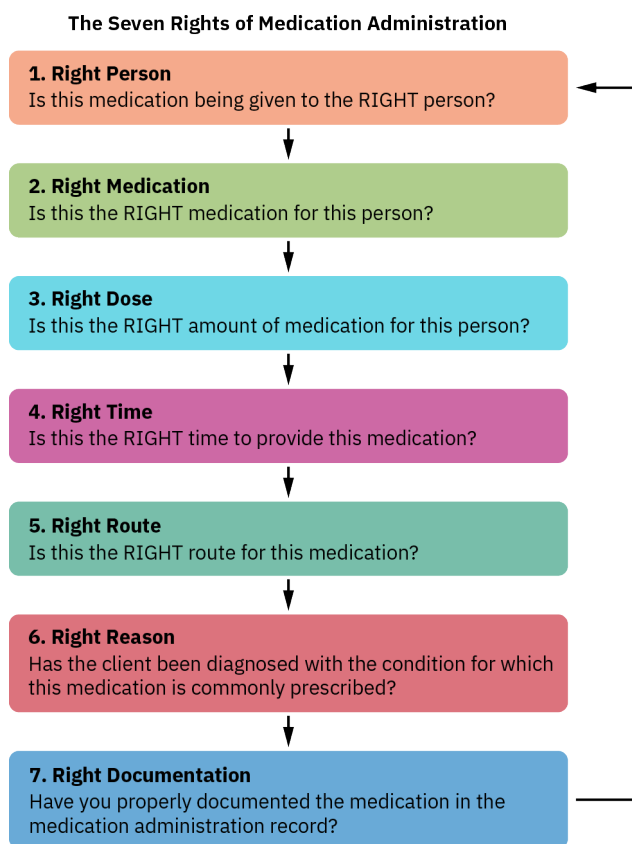 The Seven Rights of Medication Administration
1. Right Person
Is this medication being given to the RIGHT person?
2. Right Medication
Is this the RIGHT medication for this person?
3. Right Dose
Is this the RIGHT amount of medication for this person?
4. Right Time
Is this the RIGHT time to provide this medication?
5. Right Route
Is this the RIGHT route for this medication?
6. Right Reason
Has the client been diagnosed with the condition for which
this medication is commonly prescribed?
7. Right Documentation
Have you properly documented the medication in the
medication administration record?